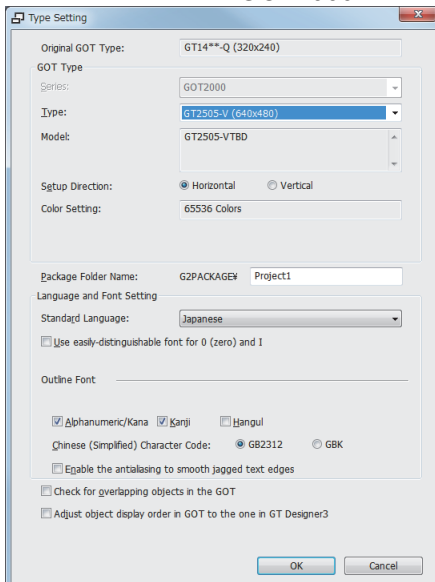 Type Setting
Original GOT Type: GT14**-Q (320x240)
GOT Type
Series: GOT2000
Type: GT2505-V (640x480)
Model: GT2505-VTBD
Setup Direction: Horizontal Vertical
Color Setting: 65536 Colors
Package Folder Name: G2PACKAGE¥ Project1
Language and Font Setting
Standard Language: Japanese
Use easily-distinguishable font for 0 (zero) and I
Outline Font
Alphanumeric/Kana Kanji Hangul
Chinese (Simplified) Character Code: GB2312 GBK
Enable the antialiasing to smooth jagged text edges
Check for overlapping objects in the GOT
Adjust object display order in GOT to the one in GT Designer3
OK Cancel